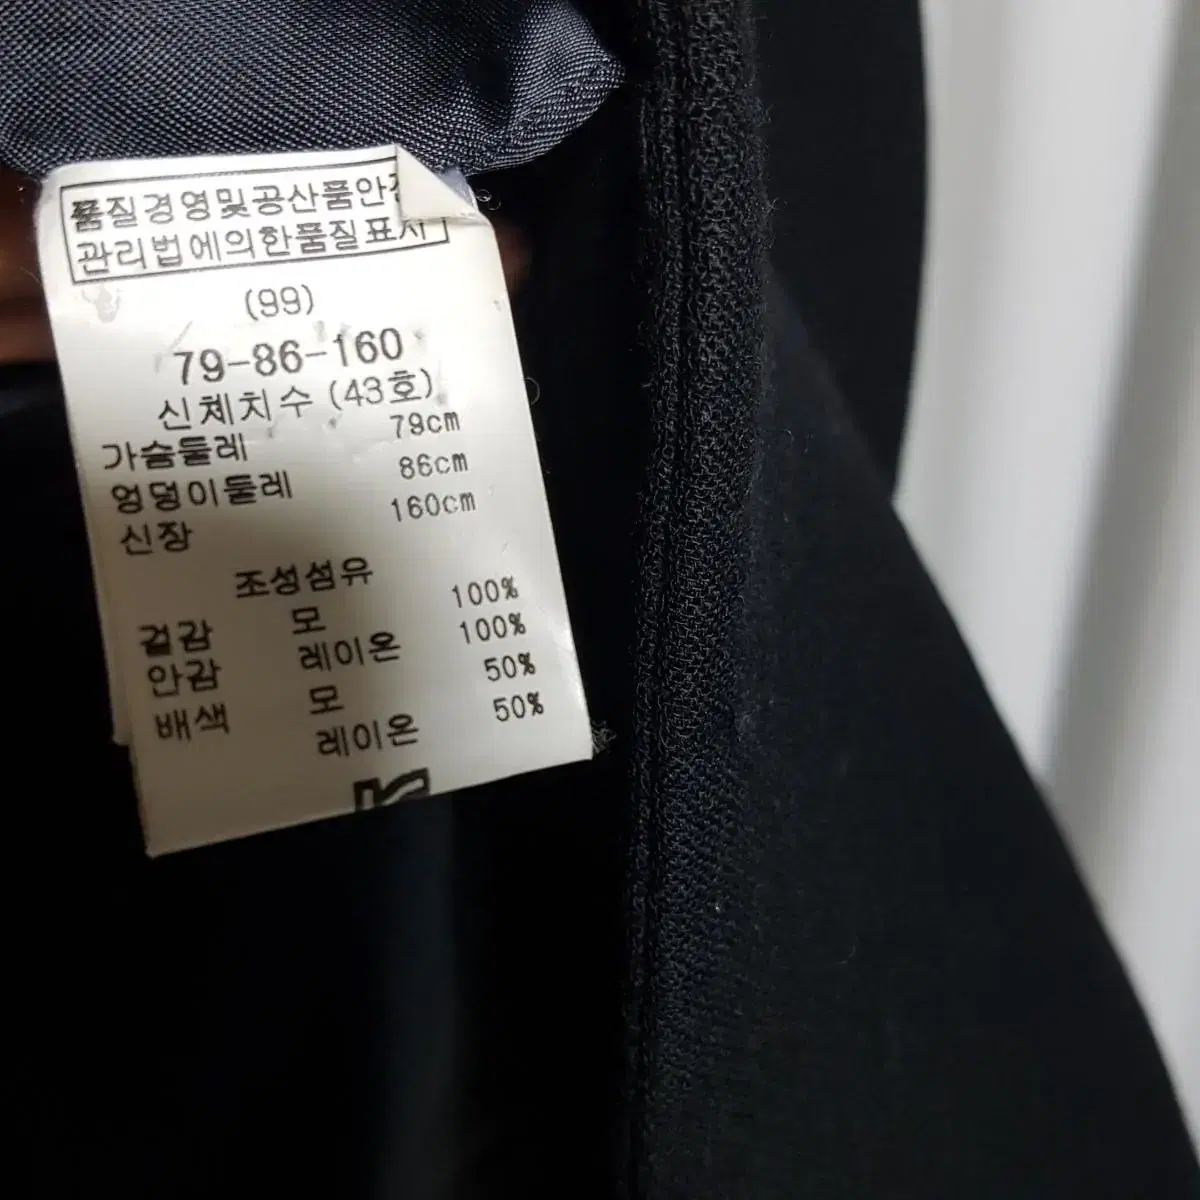 품질경영및공산품안전
관리법에의한품질표시
(99)
79-86-160
신체치수 (43호)
가슴둘레 79cm
엉덩이둘레 86cm
신장 160cm
조성섬유
겉감 모 100%
안감 레이온 100%
배색 모 50%
레이온 50%